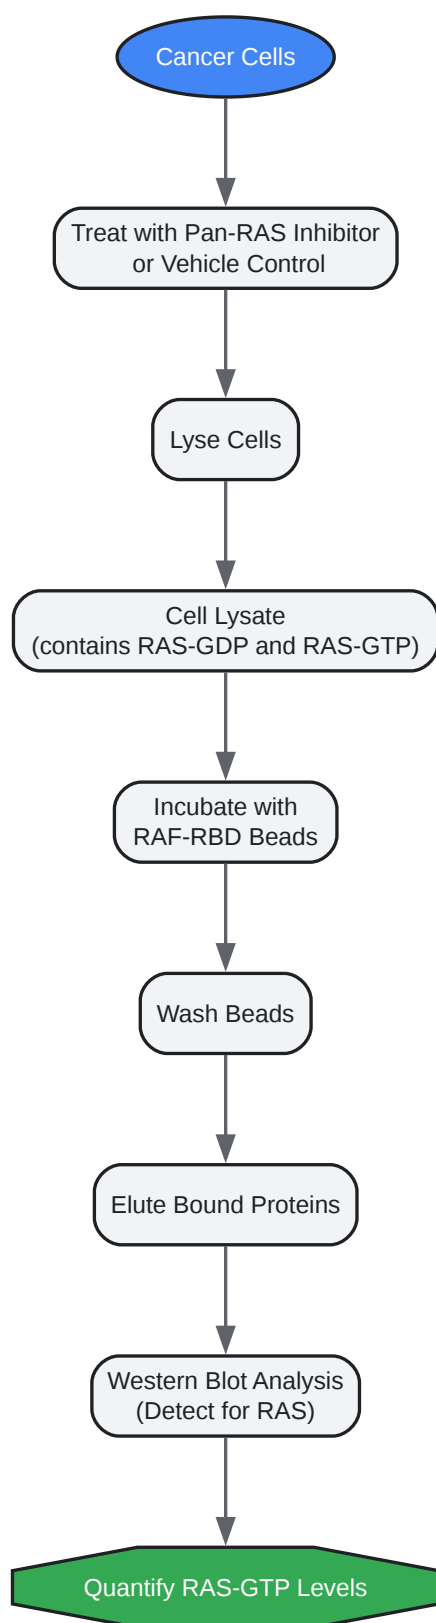 Cancer Cells
Treat with Pan-RAS Inhibitor
or Vehicle Control
Lyse Cells
Cell Lysate
(contains RAS-GDP and RAS-GTP)
Incubate with
RAF-RBD Beads
Wash Beads
Elute Bound Proteins
Western Blot Analysis
(Detect for RAS)
Quantify RAS-GTP Levels